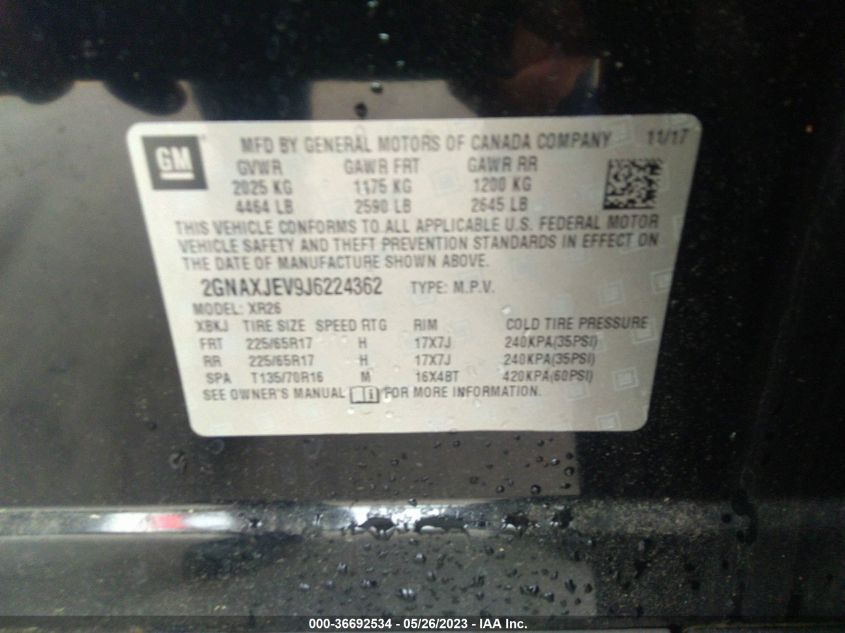 GM MFD BY GENERAL MOTORS OF CANADA COMPANY 11/17
GVWR GAWR FRT GAWR RR
2025 KG 1175 KG 1200 KG
4464 LB 2590 LB 2645 LB
THIS VEHICLE CONFORMS TO ALL APPLICABLE U.S. FEDERAL MOTOR
VEHICLE SAFETY AND THEFT PREVENTION STANDARDS IN EFFECT ON
THE DATE OF MANUFACTURE SHOWN ABOVE.
2GNAXJEV9J6224362 TYPE: M.P.V.
MODEL: XR26
XBKJ TIRE SIZE SPEED RTG RIM COLD TIRE PRESSURE
FRT 225/65R17 H 17X7J 240KPA(35PSI)
RR 225/65R17 H 17X7J 240KPA(35PSI)
SPA T135/70R16 M 16X4BT 420KPA(60PSI)
SEE OWNER'S MANUAL FOR MORE INFORMATION.
000-36692534 - 05/26/2023 - IAA Inc.